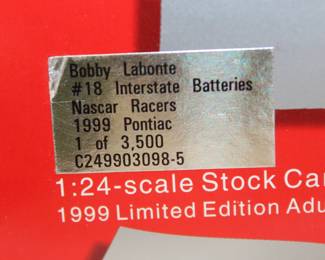 Bobby Labonte
#18 Interstate Batteries
Nascar Racers
1999 Pontiac
1 of 3,500
C249903098-5
1:24-scale Stock Ca
1999 Limited Edition Adu